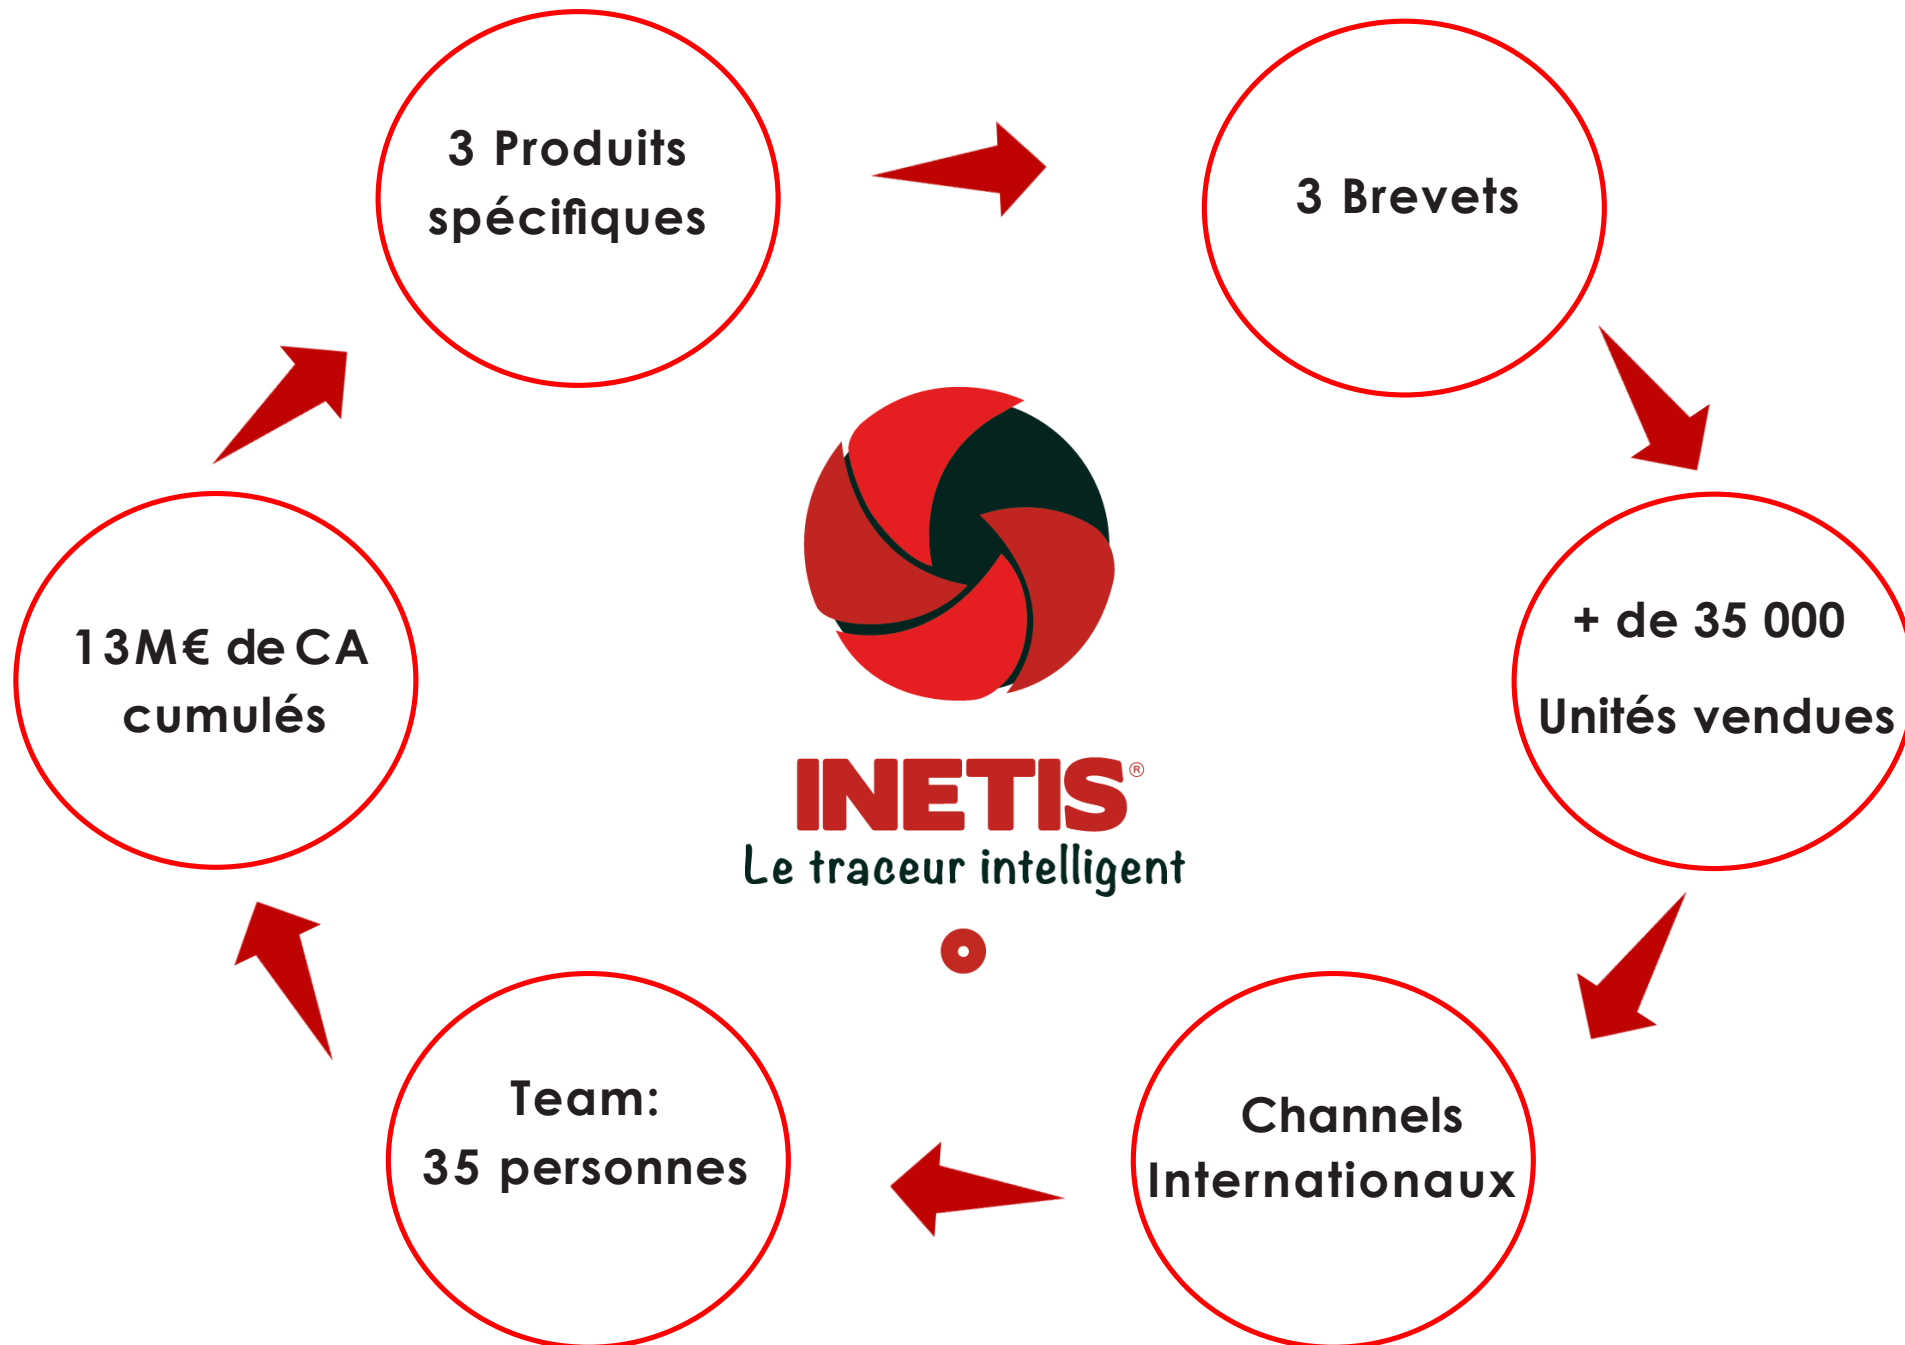 3 Produits
spécifiques
3 Brevets
13M€ de CA
cumulés
+ de 35 000
Unités vendues
INETIS®
Le traceur intelligent
Team:
35 personnes
Channels
Internationaux